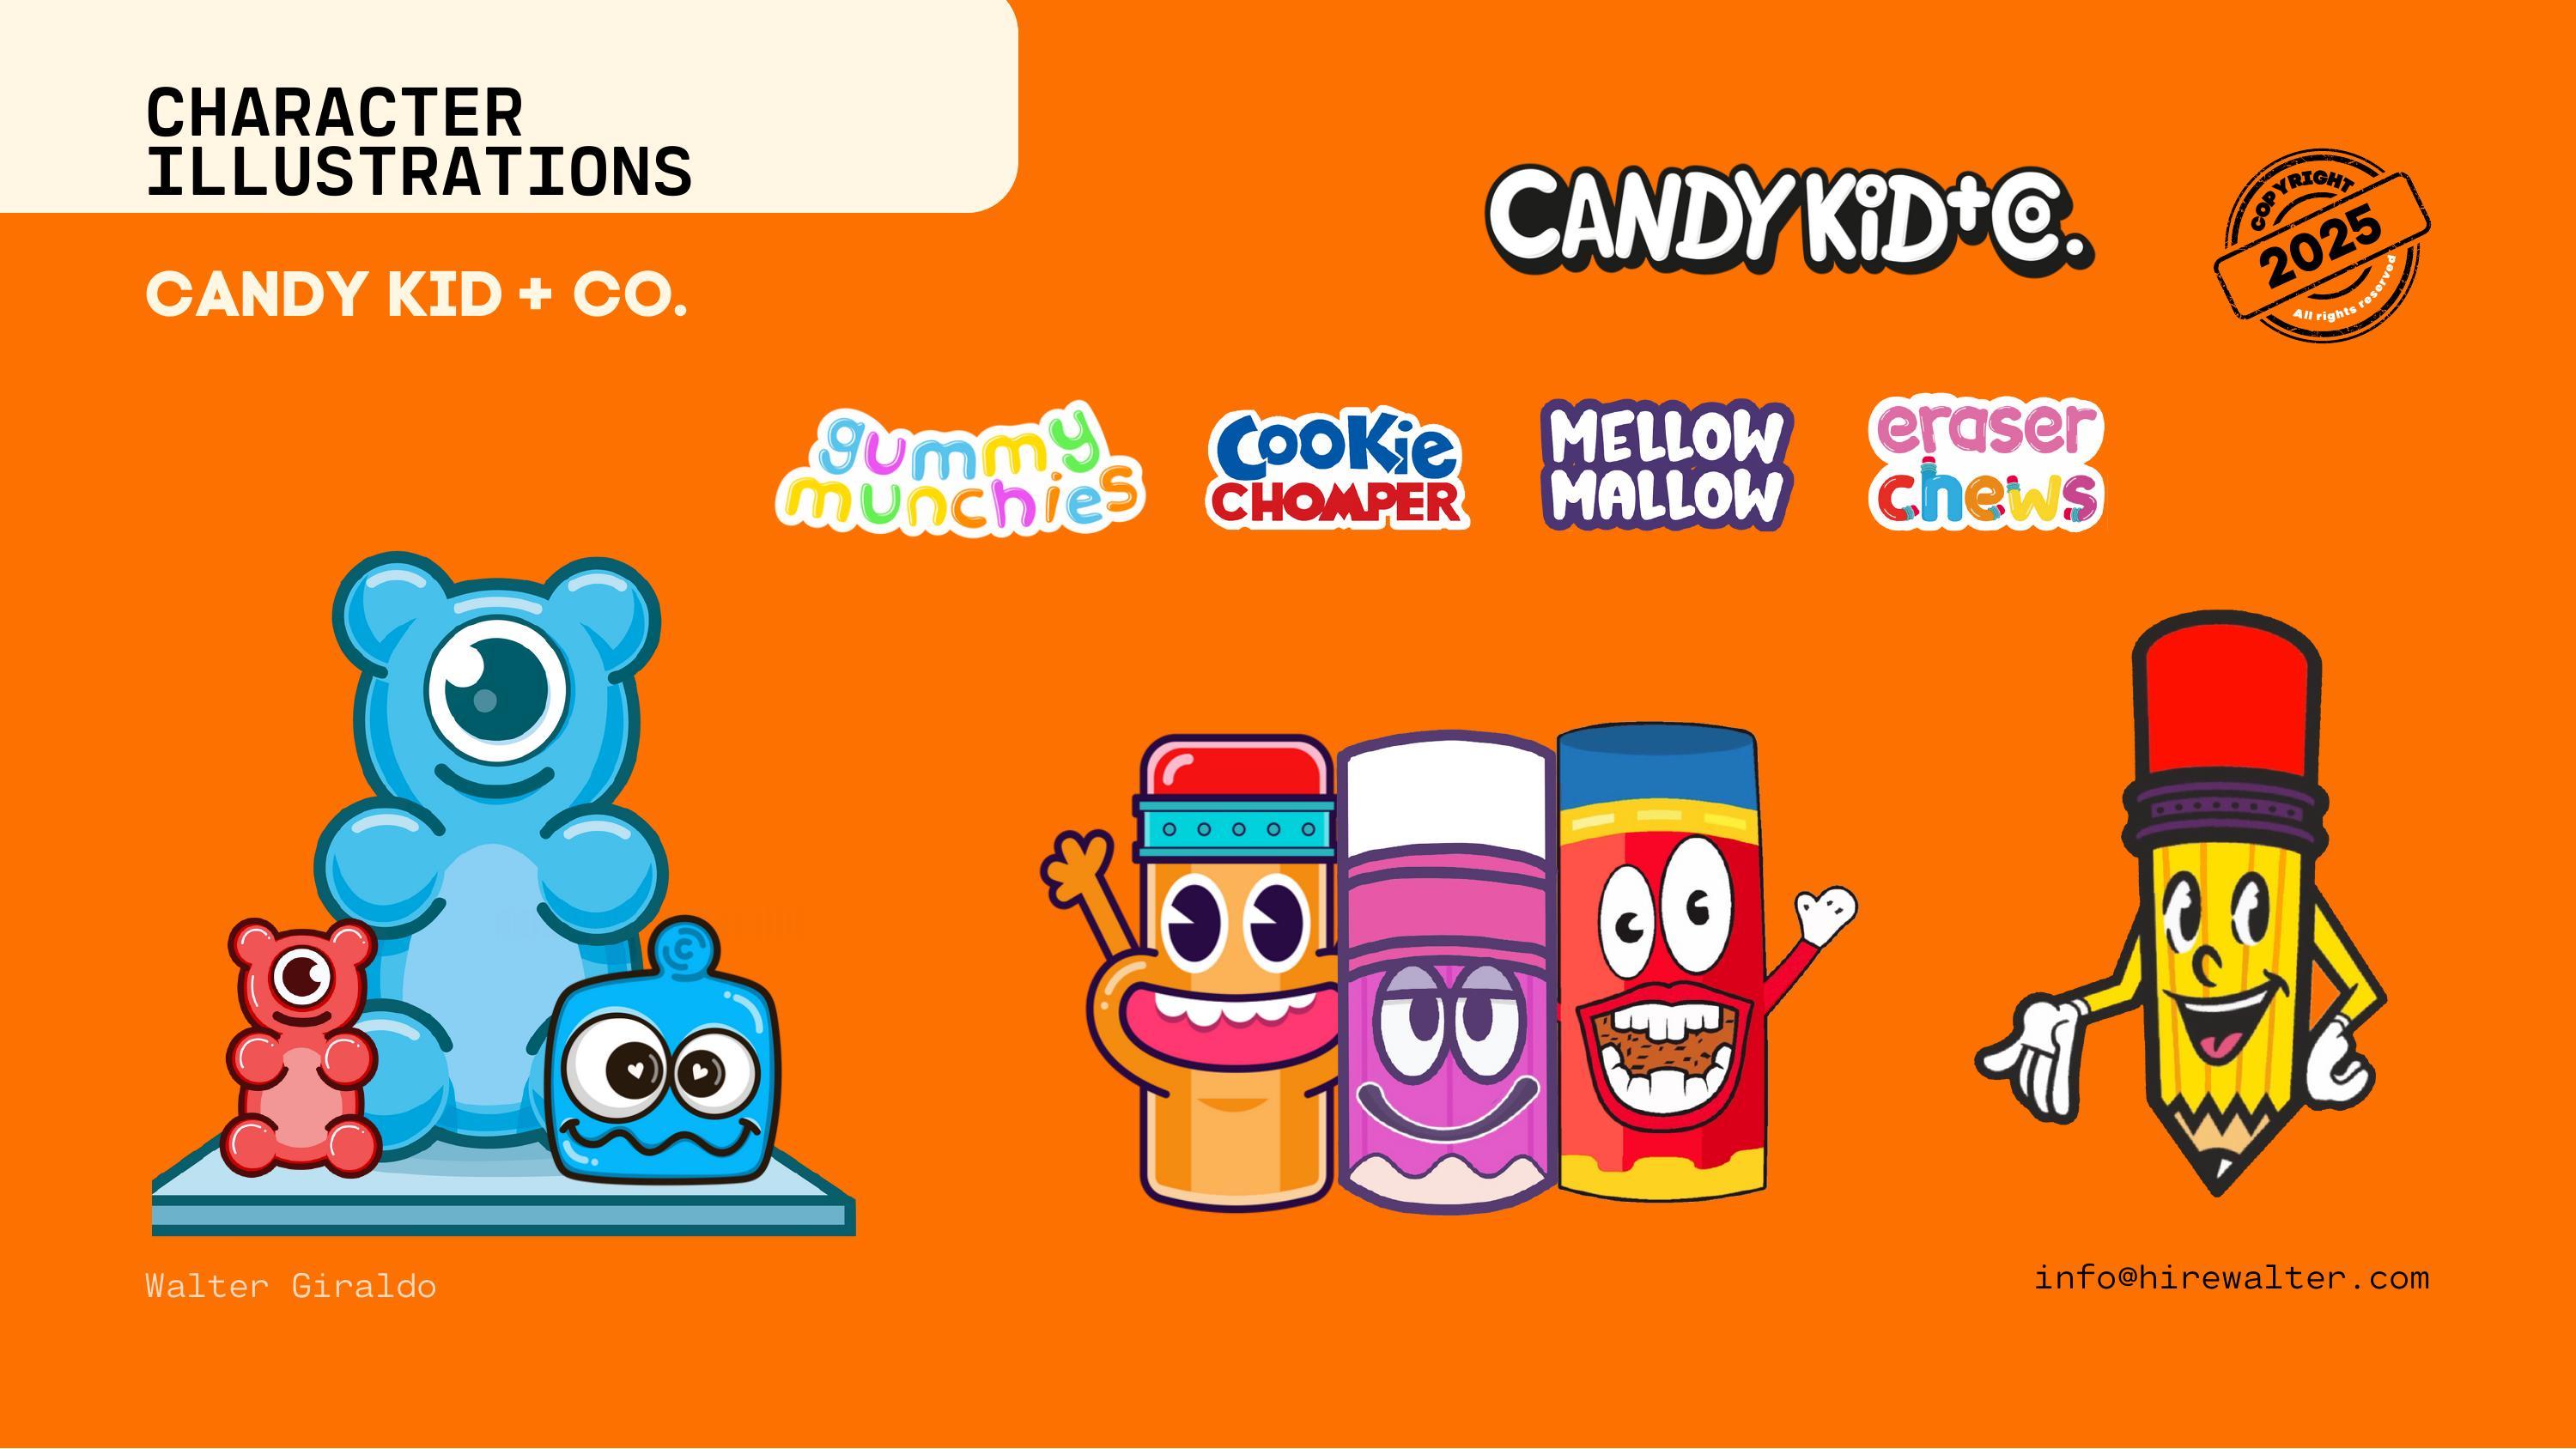 CHARACTER
ILLUSTRATIONS
CANDY KID + CO.
CANDY KiD + Co.
COPYRIGHT
2025
All rights reserved
gummy
munchies
Cookie
CHOMPER
MELLOW
MALLOW
eraser
chews
C
Walter Giraldo
info@hirewalter.com